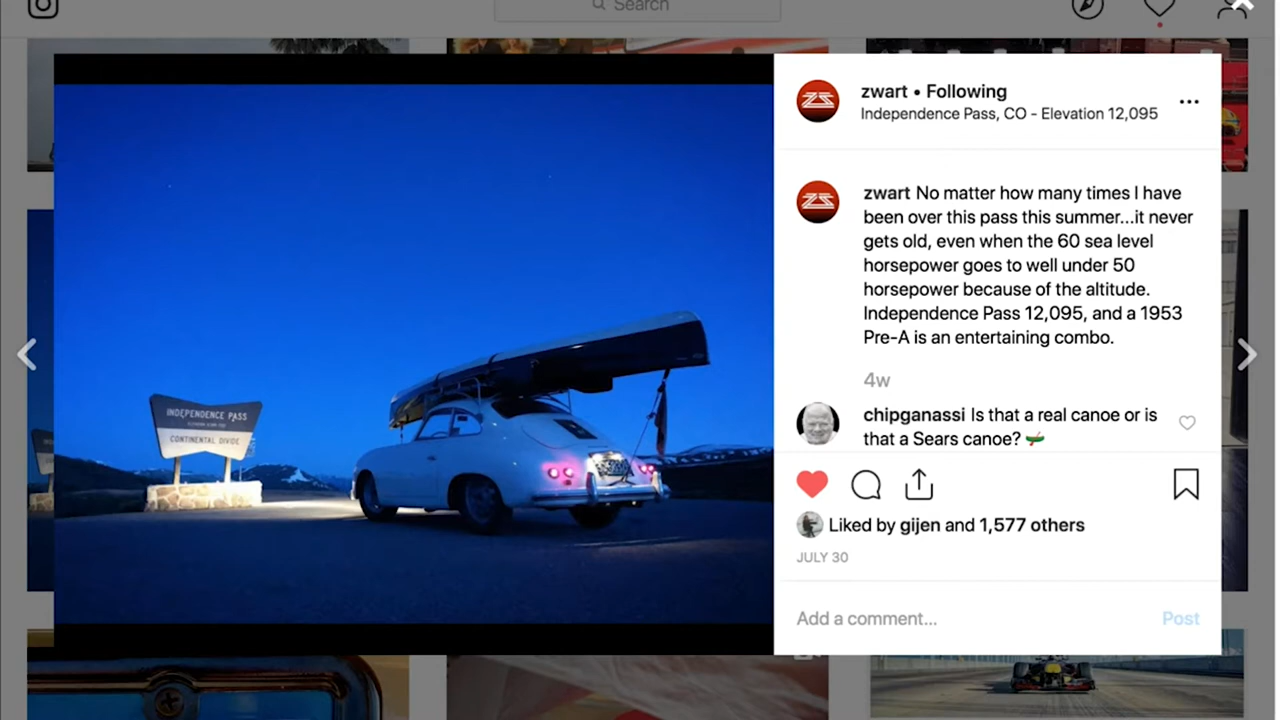 Search
zwart • Following
Independence Pass, CO - Elevation 12,095
zwart No matter how many times I have
been over this pass this summer...it never
gets old, even when the 60 sea level
horsepower goes to well under 50
horsepower because of the altitude.
Independence Pass 12,095, and a 1953
Pre-A is an entertaining combo.
4w
chipganassi Is that a real canoe or is
that a Sears canoe?
Liked by gijen and 1,577 others
JULY 30
Add a comment...
Post
INDEPENDENCE PASS
CONTINENTAL DIVIDE